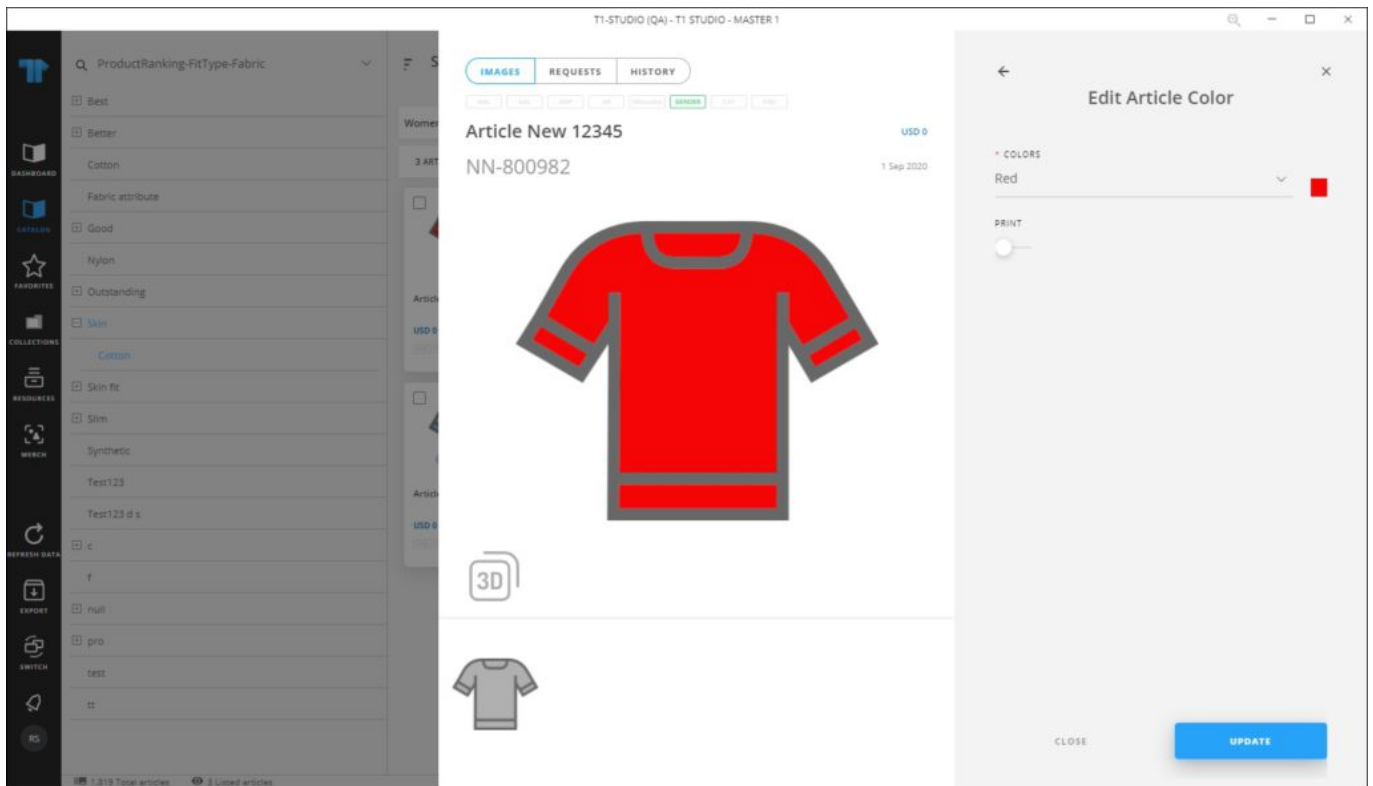 T1-STUDIO (QA) - T1 STUDIO - MASTER 1
DASHBOARD
CATALOG
FAVORITES
COLLECTIONS
RESOURCES
MERCH
REFRESH DATA
EXPORT
SWITCH
RS
ProductRanking-FitType-Fabric
Best
Better
Cotton
Fabric attribute
Good
Nylon
Outstanding
Skin
Cotton
Skin fit
Slim
Synthetic
Test123
Test123 d s
c
f
null
pro
test
tt
1,019 Total articles 3 Listed articles
S
Women
3 ART
Article
USD 0
Article
USD 0
IMAGES REQUESTS HISTORY
GENDER
Article New 12345 USD 0
NN-800982 1 Sep 2020
3D
Edit Article Color
* COLORS
Red
PRINT
CLOSE UPDATE